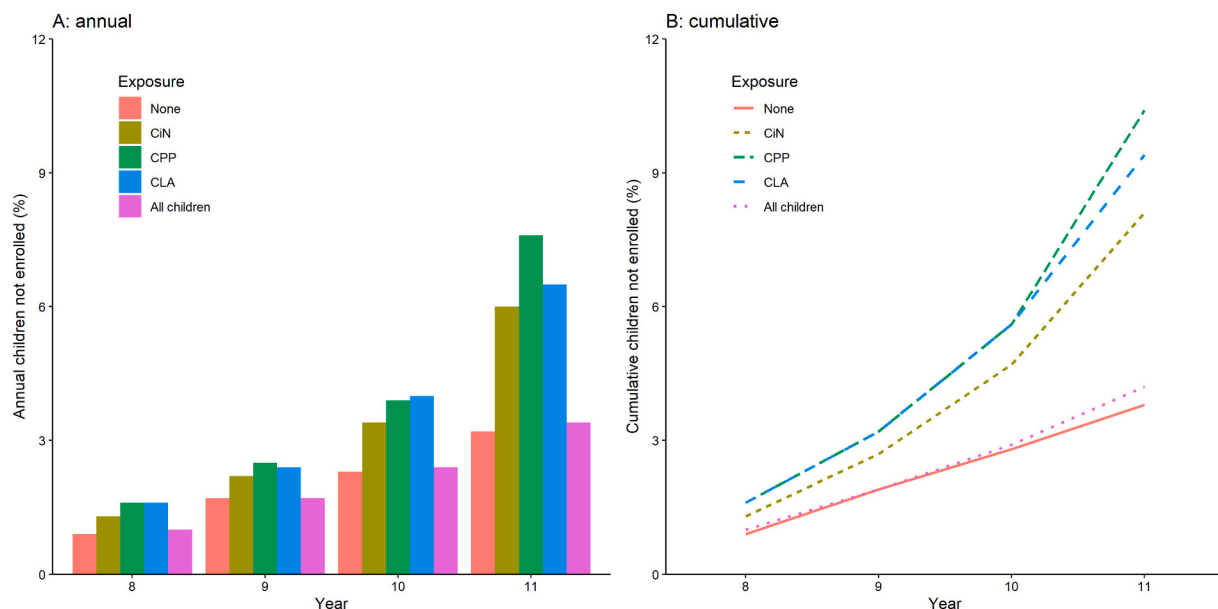 A: annual
12
9
6
3
0
Annual children not enrolled (%)
Exposure
None
CiN
CPP
CLA
All children
8
9
10
11
Year
B: cumulative
12
9
6
3
0
Cumulative children not enrolled (%)
Exposure
None
CiN
CPP
CLA
All children
8
9
10
11
Year